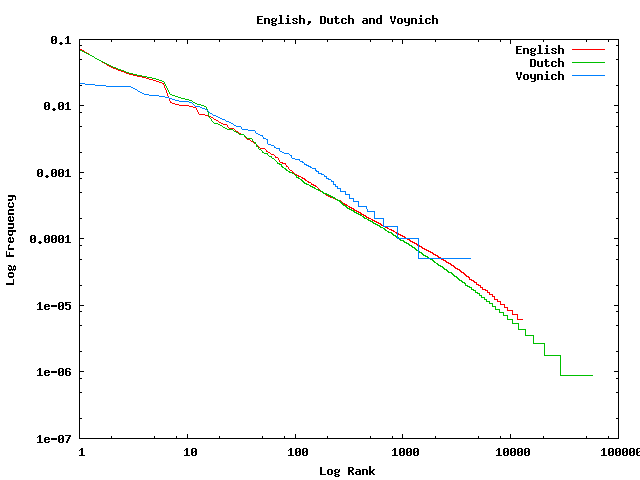 English, Dutch and Voynich
0.1
0.01
0.001
0.0001
1e-05
1e-06
1e-07
Log Frequency
English
Dutch
Voynich
1 10 100 1000 10000 100000
Log Rank